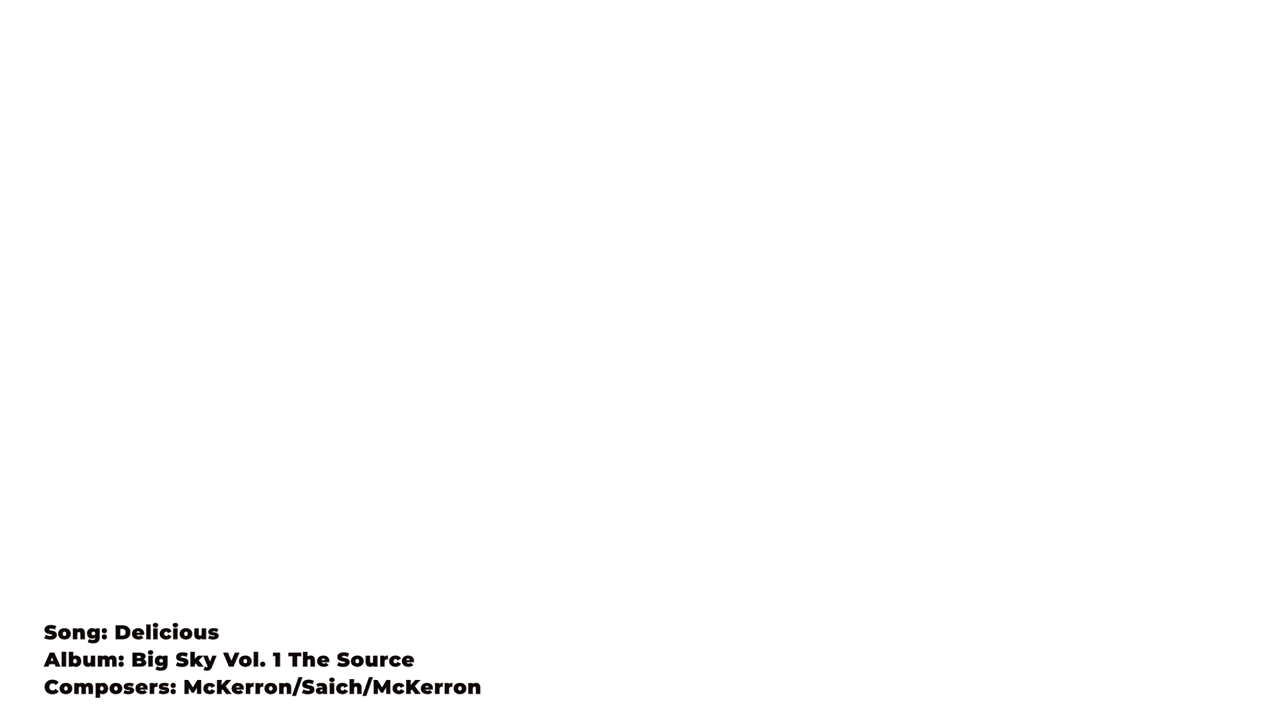 Song: Delicious
Album: Big Sky Vol. 1 The Source
Composers: McKerron/Saich/McKerron